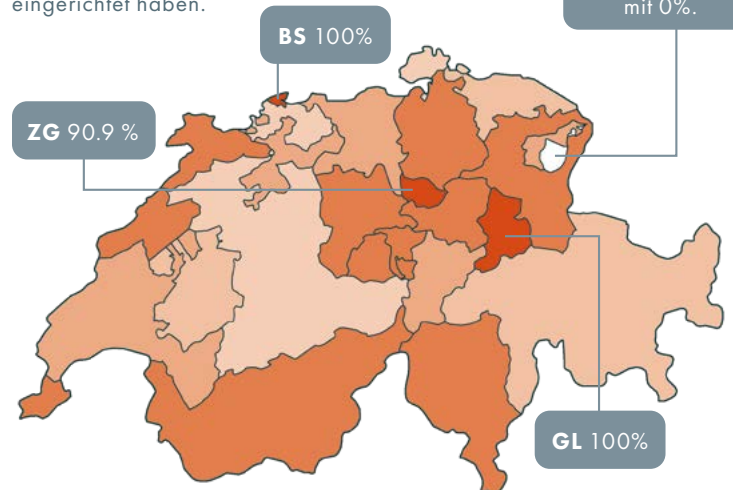 eingerichtet haben.
mit 0%.
BS 100%
ZG 90.9 %
GL 100%